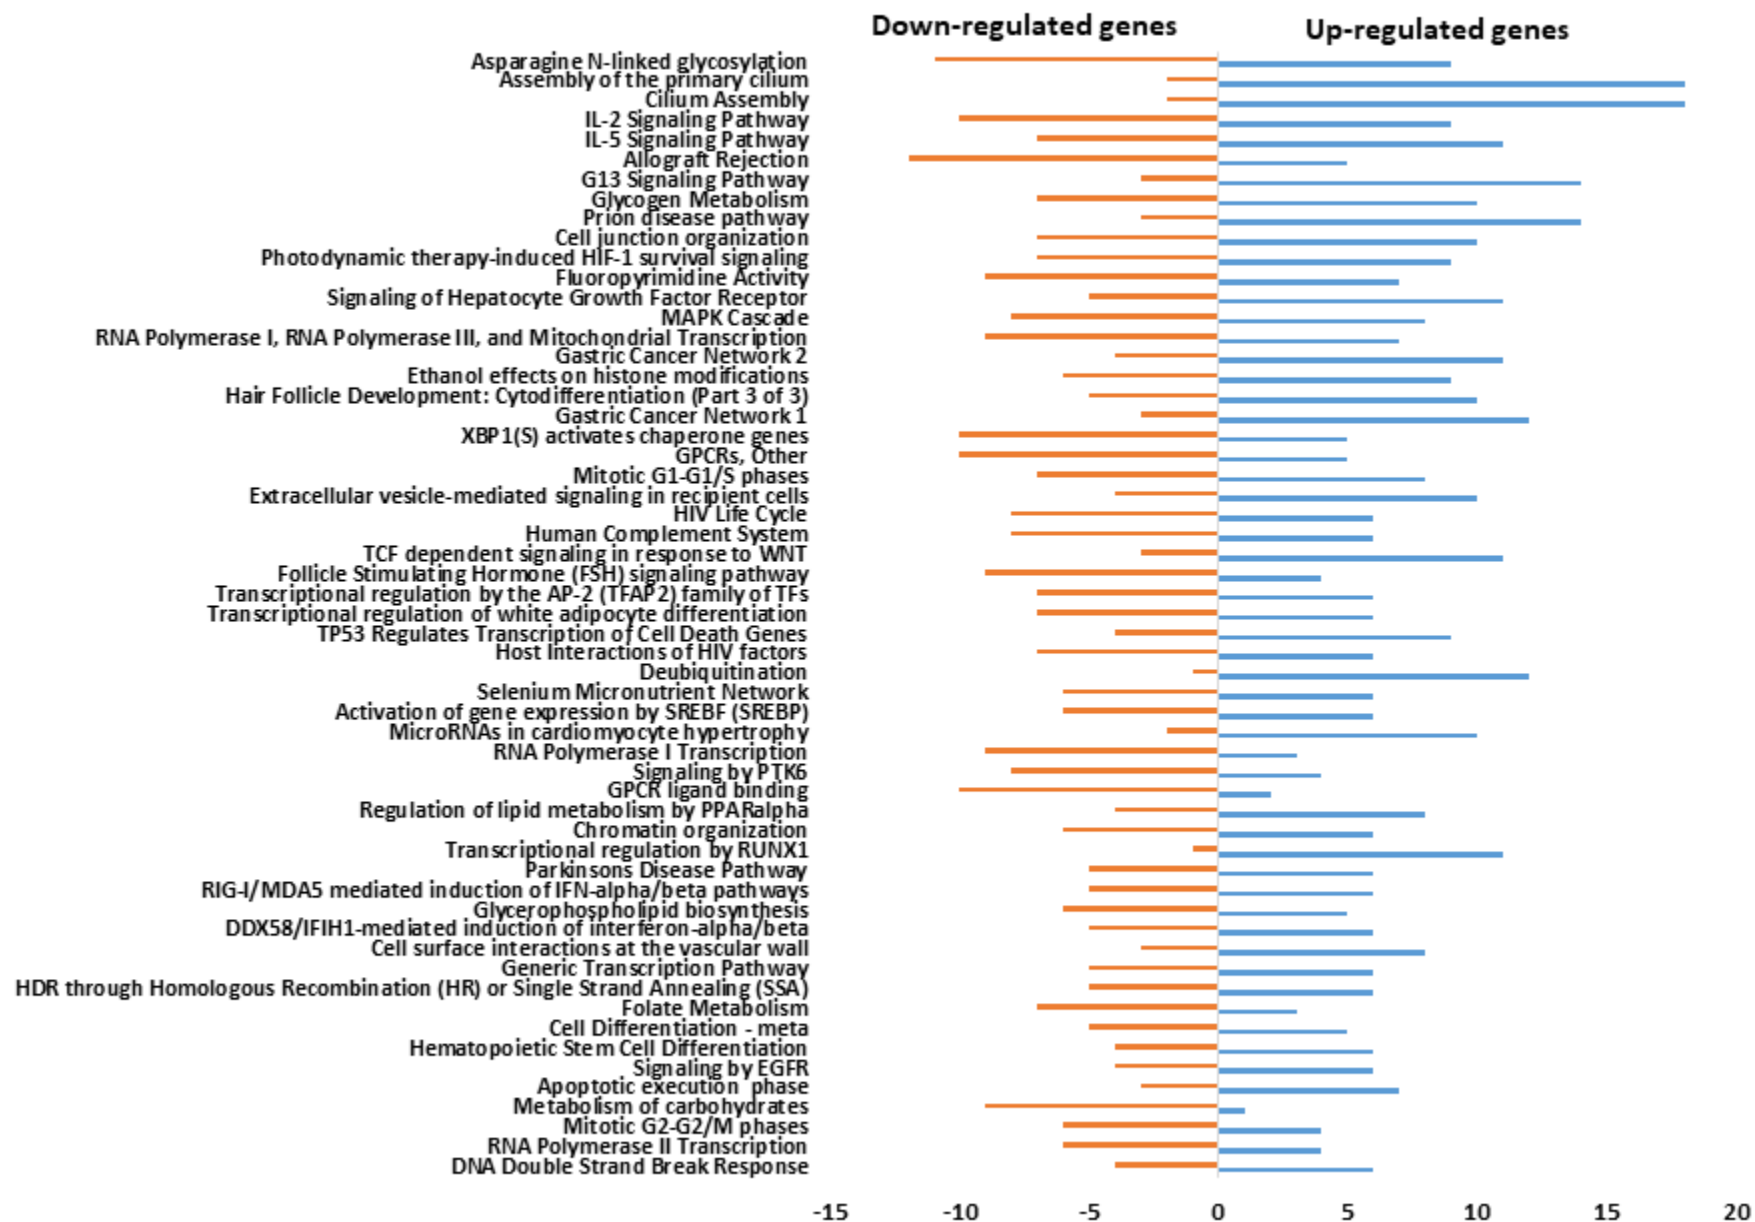 Down-regulated genes
Up-regulated genes
Asparagine N-linked glycosylation
Assembly of the primary cilium
Cilium Assembly
IL-2 Signaling Pathway
IL-5 Signaling Pathway
Allograft Rejection
G13 Signaling Pathway
Glycogen Metabolism
Prion disease pathway
Cell junction organization
Photodynamic therapy-induced HIF-1 survival signaling
Fluoropyrimidine Activity
Signaling of Hepatocyte Growth Factor Receptor
MAPK Cascade
RNA Polymerase I, RNA Polymerase III, and Mitochondrial Transcription
Gastric Cancer Network 2
Ethanol effects on histone modifications
Hair Follicle Development: Cytodifferentiation (Part 3 of 3)
Gastric Cancer Network 1
XBP1(S) activates chaperone genes
GPCRs, Other
Mitotic G1-G1/S phases
Extracellular vesicle-mediated signaling in recipient cells
HIV Life Cycle
Human Complement System
TCF dependent signaling in response to WNT
Follicle Stimulating Hormone (FSH) signaling pathway
Transcriptional regulation by the AP-2 (TFAP2) family of TFs
Transcriptional regulation of white adipocyte differentiation
TP53 Regulates Transcription of Cell Death Genes
Host Interactions of HIV factors
Deubiquitination
Selenium Micronutrient Network
Activation of gene expression by SREBF (SREBP)
MicroRNAs in cardiomyocyte hypertrophy
RNA Polymerase I Transcription
Signaling by PTK6
GPCR ligand binding
Regulation of lipid metabolism by PPARalpha
Chromatin organization
Transcriptional regulation by RUNX1
Parkinsons Disease Pathway
RIG-I/MDA5 mediated induction of IFN-alpha/beta pathways
Glycerophospholipid biosynthesis
DDX58/IFIH1-mediated induction of interferon-alpha/beta
Cell surface interactions at the vascular wall
Generic Transcription Pathway
HDR through Homologous Recombination (HR) or Single Strand Annealing (SSA)
Folate Metabolism
Cell Differentiation - meta
Hematopoietic Stem Cell Differentiation
Signaling by EGFR
Apoptotic execution phase
Metabolism of carbohydrates
Mitotic G2-G2/M phases
RNA Polymerase II Transcription
DNA Double Strand Break Response
-15 -10 -5 0 5 10 15 20